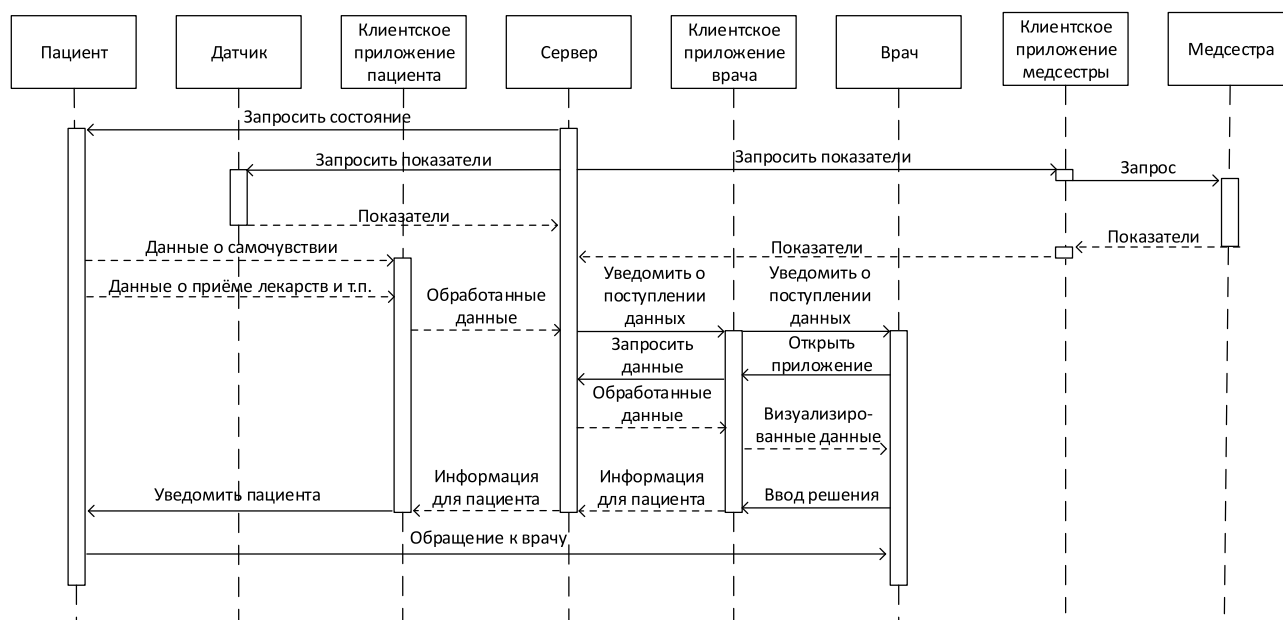 Пациент
Датчик
Клиентское
приложение
пациента
Сервер
Клиентское
приложение
врача
Врач
Клиентское
приложение
медсестры
Медсестра
Запросить состояние
Запросить показатели
Запросить показатели
Запрос
Показатели
Показатели
Показатели
Данные о самочувствии
Данные о приёме лекарств и т.п.
Обработанные
данные
Уведомить о
поступлении
данных
Уведомить о
поступлении
данных
Запросить
данные
Открыть
приложение
Обработанные
данные
Визуализиро-
ванные данные
Уведомить пациента
Информация
для пациента
Информация
для пациента
Ввод решения
Обращение к врачу